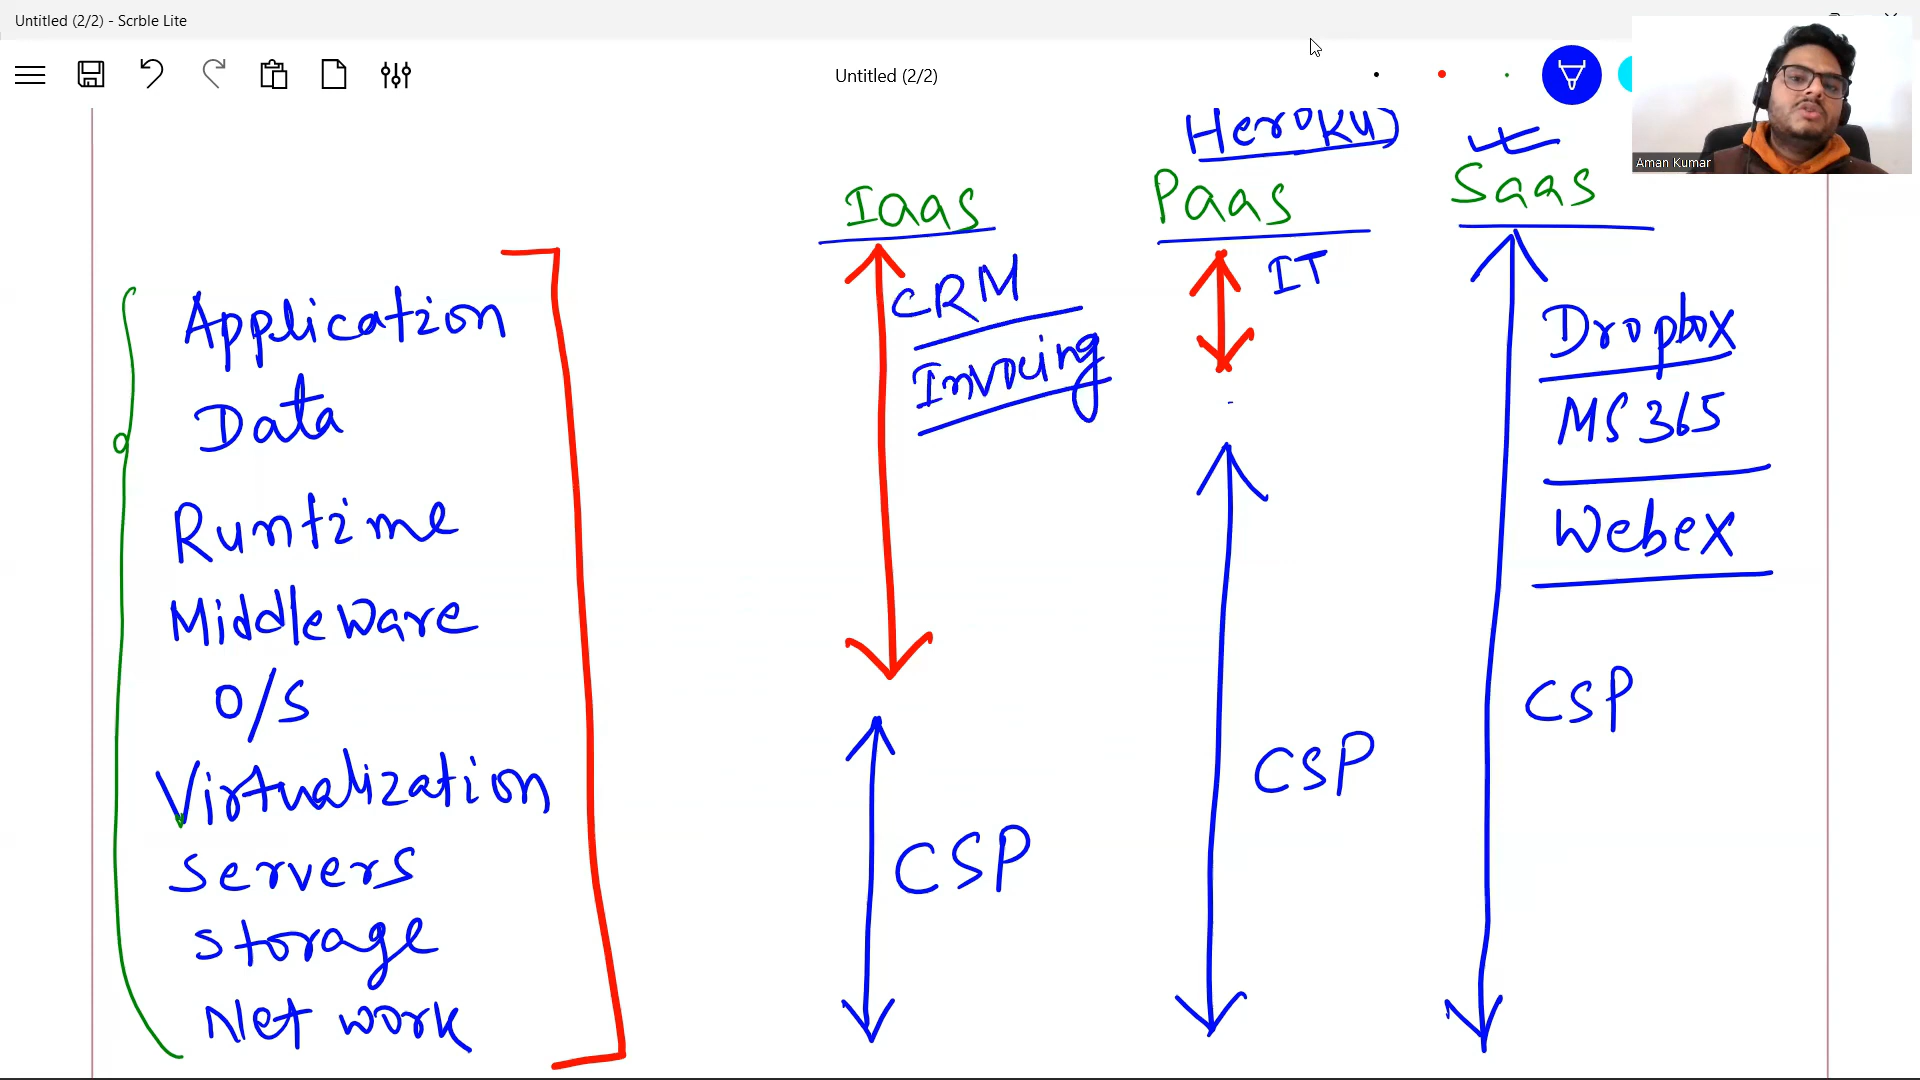 Untitled (2/2) - Scrble Lite
Untitled (2/2)
Aman Kumar
Heroku
Iaas
Paas
Saas
CRM
Invocing
IT
Dropbox
MS 365
Webex
Application
Data
Runtime
Middleware
O/S
Virtualization
Servers
Storage
Network
CSP
CSP
CSP